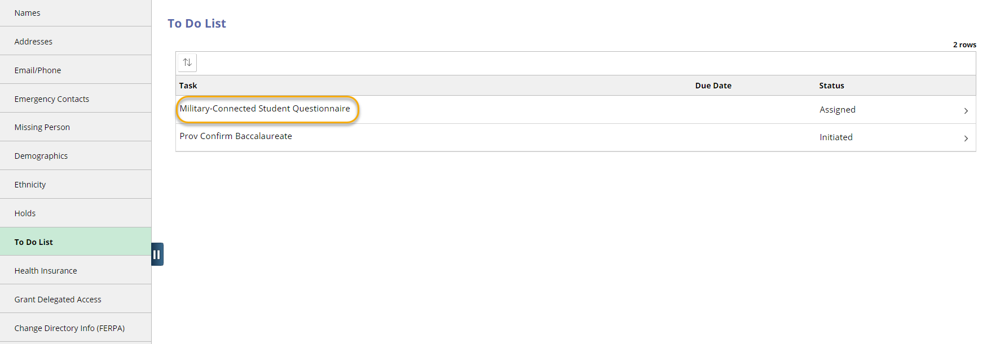 Names
Addresses
Email/Phone
Emergency Contacts
Missing Person
Demographics
Ethnicity
Holds
To Do List
Health Insurance
Grant Delegated Access
Change Directory Info (FERPA)
To Do List
2 rows
Task Due Date Status
Military-Connected Student Questionnaire Assigned
Prov Confirm Baccalaureate Initiated